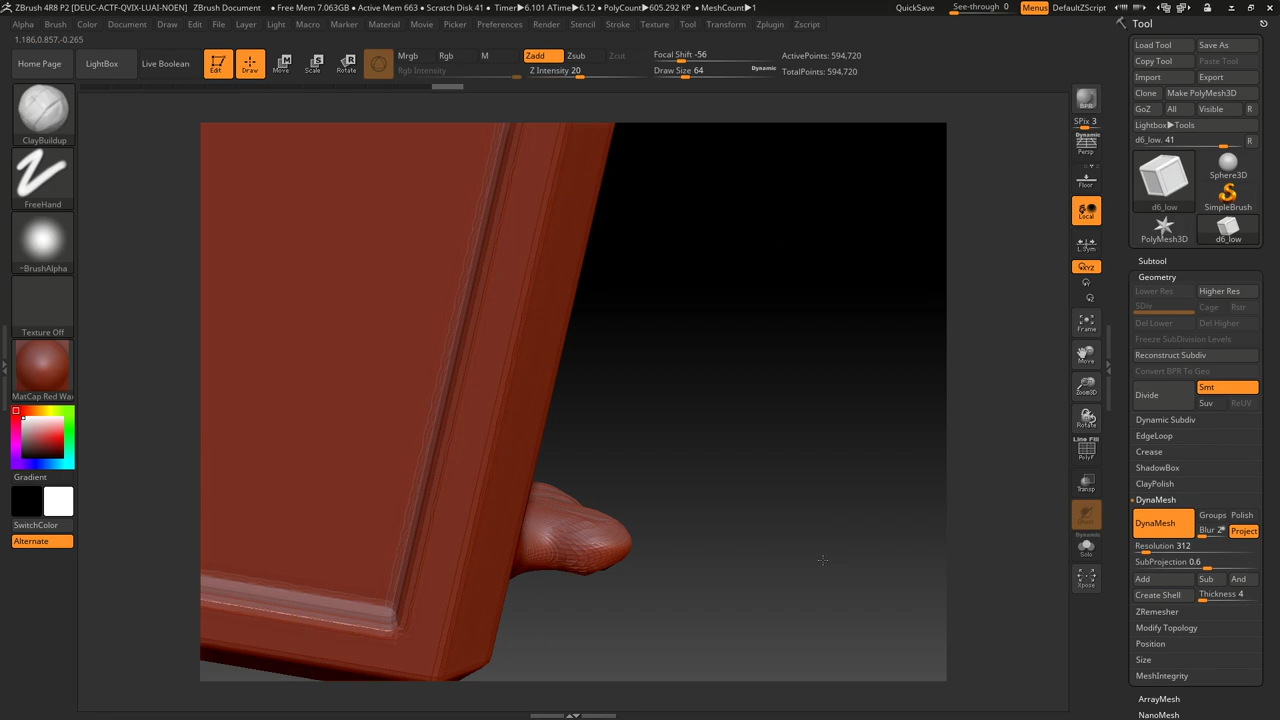 ZBrush 4R8 P2 [DEUC-ACTF-QVIX-LUAI-NOEN] ZBrush Document • Free Mem 7.063GB • Active Mem 663 • Scratch Disk 41 • Timer▶6.101 ATime▶6.12 • PolyCount▶605.292 KP • MeshCount▶1
QuickSave See-through 0 Menus DefaultZScript
Alpha Brush Color Document Draw Edit File Layer Light Macro Marker Material Movie Picker Preferences Render Stencil Stroke Texture Tool Transform Zplugin Zscript
1.186,0.857,-0.265
Home Page LightBox Live Boolean Edit Draw Move Scale Rotate
Mrgb Rgb M Zadd Zsub Zcut
Rgb Intensity Z Intensity 20
Focal Shift -56
Draw Size 64 Dynamic
ActivePoints: 594,720
TotalPoints: 594,720
ClayBuildup
FreeHand
~BrushAlpha
Texture Off
MatCap Red Wax
Gradient
SwitchColor
Alternate
BPR
SPix 3
Dynamic
Persp
Floor
Local
L.Sym
XYZ
Frame
Move
Zoom3D
Rotate
Line Fill
PolyF
Transp
Ghost
Dynamic
Solo
Xpose
Tool
Load Tool Save As
Copy Tool Paste Tool
Import Export
Clone Make PolyMesh3D
GoZ All Visible R
Lightbox▶Tools
d6_low. 41 R
d6_low Sphere3D
SimpleBrush
PolyMesh3D d6_low
Subtool
Geometry
Lower Res Higher Res
SDiv Cage Rstr
Del Lower Del Higher
Freeze SubDivision Levels
Reconstruct Subdiv
Convert BPR To Geo
Divide Smt
Suv ReUV
Dynamic Subdiv
EdgeLoop
Crease
ShadowBox
ClayPolish
DynaMesh
DynaMesh Groups Polish
Blur 2 Project
Resolution 312
SubProjection 0.6
Add Sub And
Create Shell Thickness 4
ZRemesher
Modify Topology
Position
Size
MeshIntegrity
ArrayMesh
NanoMesh